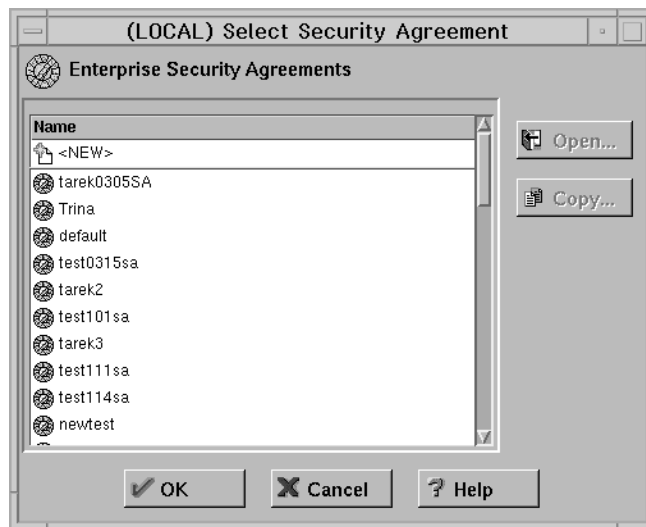 (LOCAL) Select Security Agreement
Enterprise Security Agreements
Name
<NEW>
tarek0305SA
Trina
default
test0315sa
tarek2
test101sa
tarek3
test111sa
test114sa
newtest
Open...
Copy...
OK
Cancel
Help